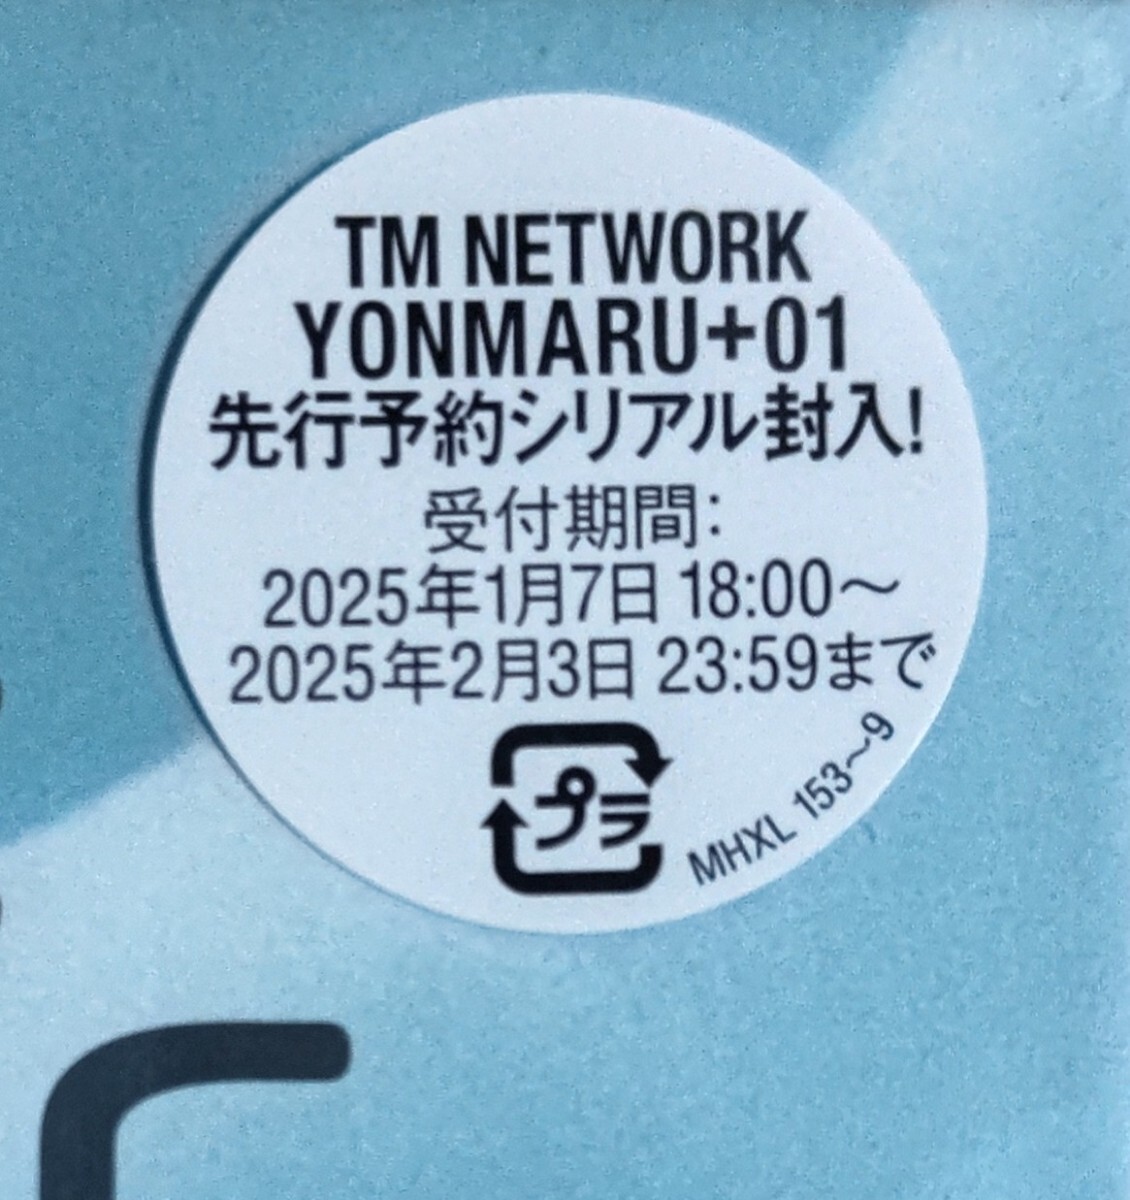 TM NETWORK
YONMARU+01
先行予約シリアル封入!
受付期間:
2025年1月7日 18:00〜
2025年2月3日 23:59まで
プラ
MHXL 153〜9